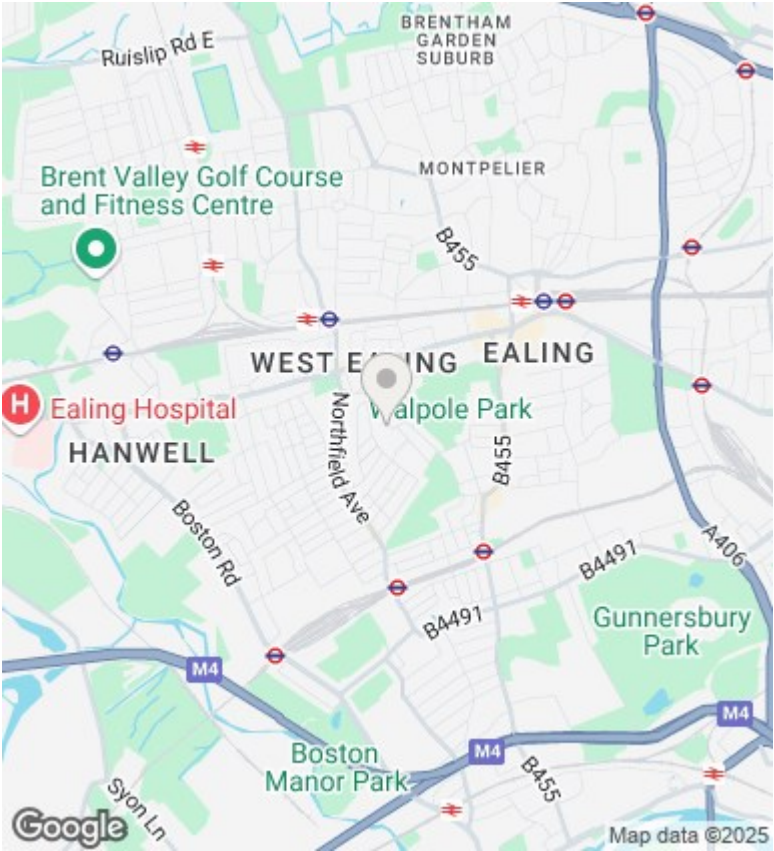 BRENTHAM
GARDEN
SUBURB
Ruislip Rd E
MONTPELIER
Brent Valley Golf Course
and Fitness Centre
B455
WEST EALING
EALING
H
Ealing Hospital
Walpole Park
HANWELL
Northfield Ave
B455
Boston Rd
A406
B4491
B4491
Gunnersbury
Park
M4
M4
M4
Boston
Manor Park
B455
Syon Ln
Google
Map data ©2025